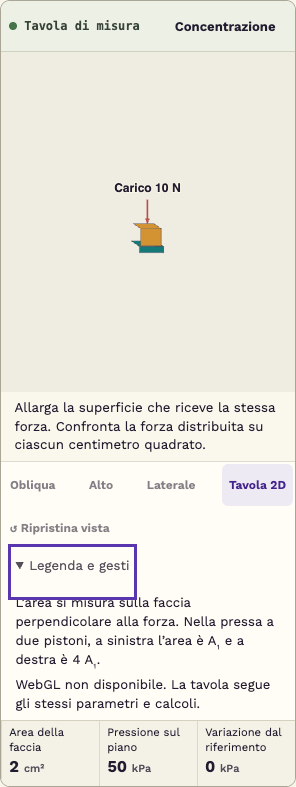 Tavola di misura
Concentrazione
Carico 10 N
Allarga la superficie che riceve la stessa
forza. Confronta la forza distribuita su
ciascun centimetro quadrato.
Obliqua Alto Laterale Tavola 2D
↺ Ripristina vista
▼ Legenda e gesti
L'area si misura sulla faccia
perpendicolare alla forza. Nella pressa a
due pistoni, a sinistra l'area è A₁ e a
destra è 4 A₁.
WebGL non disponibile. La tavola segue
gli stessi parametri e calcoli.
Area della
faccia
2 cm²
Pressione sul
piano
50 kPa
Variazione dal
riferimento
0 kPa